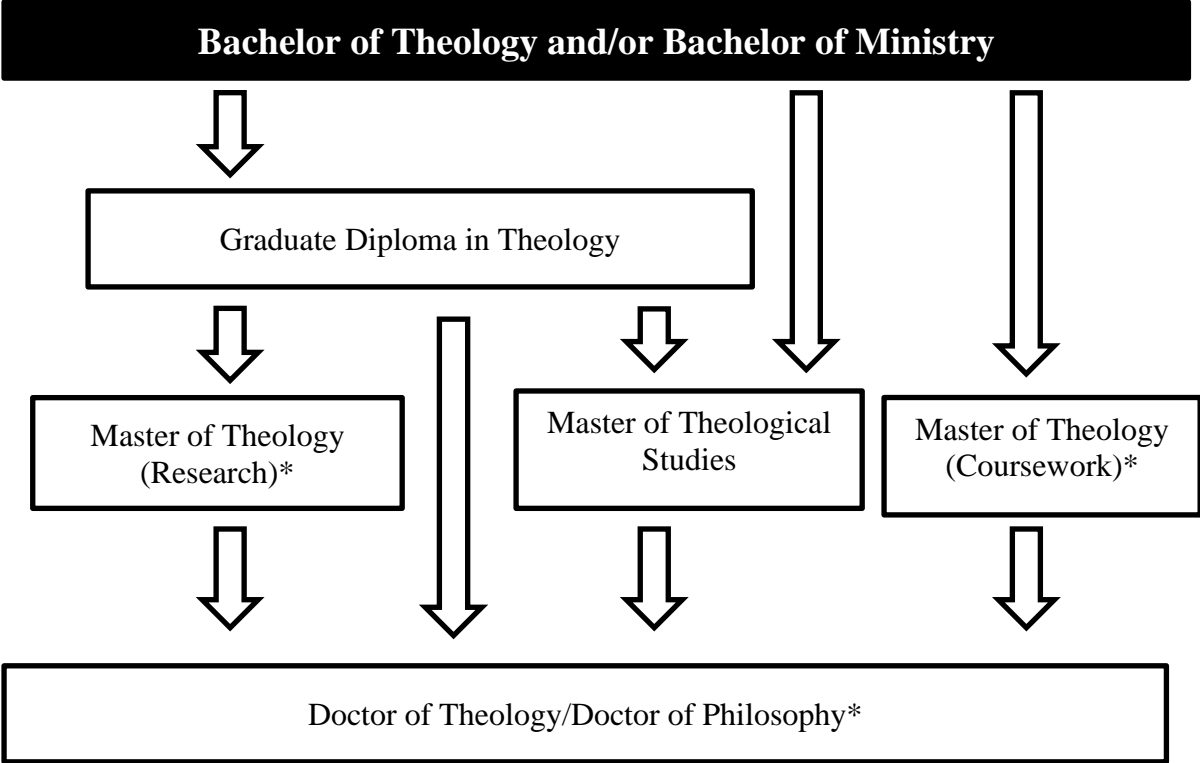 Bachelor of Theology and/or Bachelor of Ministry
Graduate Diploma in Theology
Master of Theology
(Research)*
Master of Theological
Studies
Master of Theology
(Coursework)*
Doctor of Theology/Doctor of Philosophy*